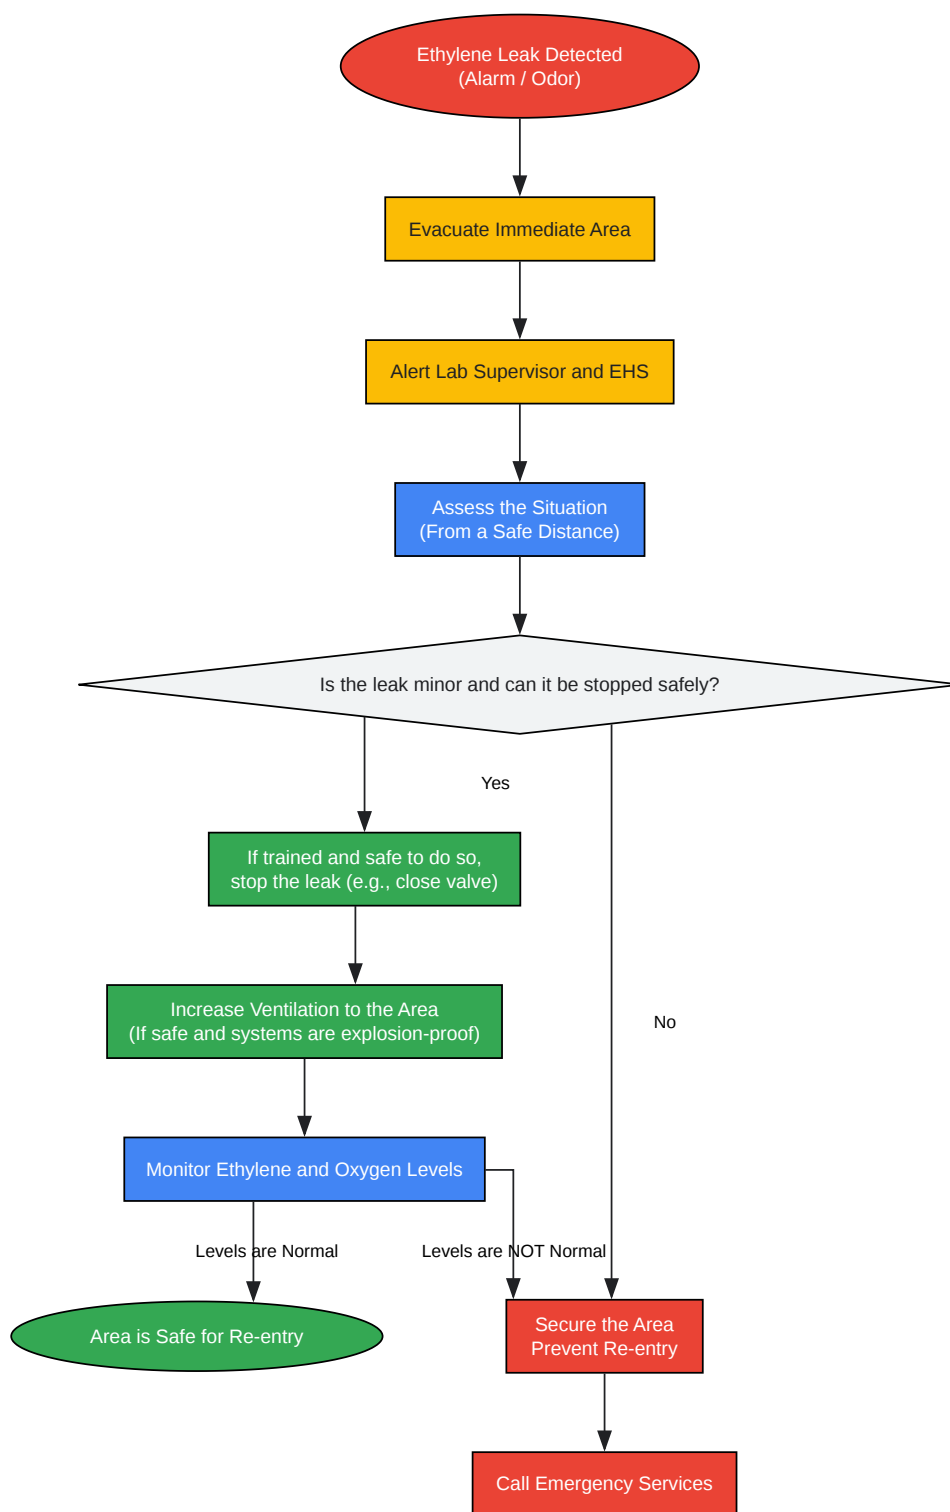 Ethylene Leak Detected
(Alarm / Odor)
Evacuate Immediate Area
Alert Lab Supervisor and EHS
Assess the Situation
(From a Safe Distance)
Is the leak minor and can it be stopped safely?
Yes
If trained and safe to do so,
stop the leak (e.g., close valve)
Increase Ventilation to the Area
(If safe and systems are explosion-proof)
No
Monitor Ethylene and Oxygen Levels
Levels are Normal
Levels are NOT Normal
Area is Safe for Re-entry
Secure the Area
Prevent Re-entry
Call Emergency Services